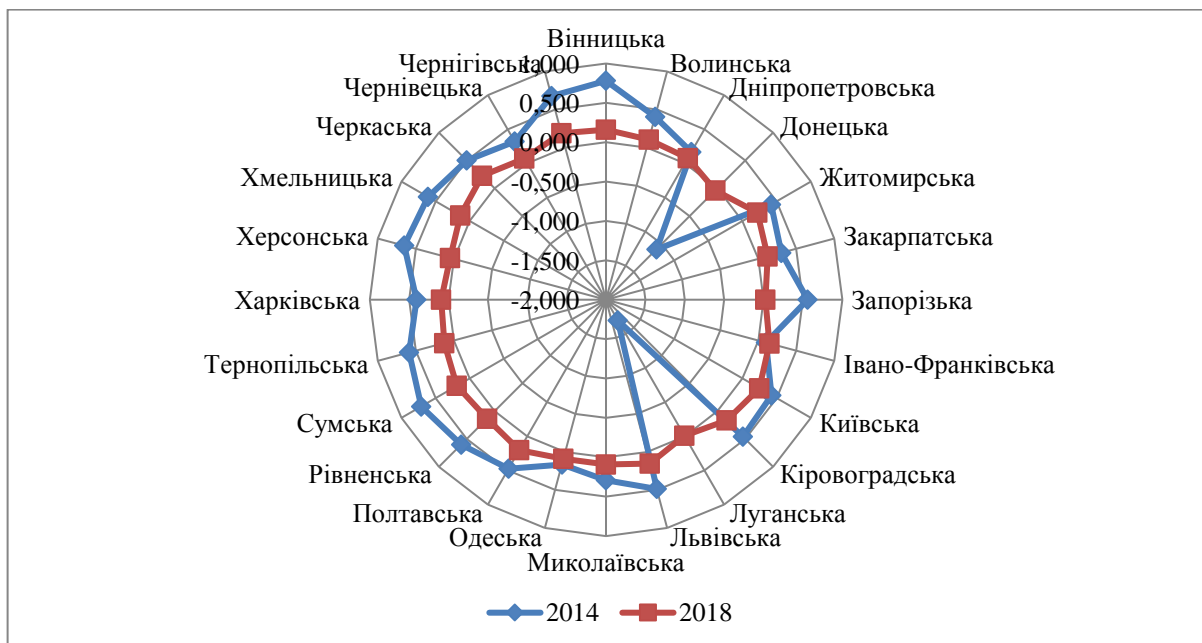 Вінницька
Волинська
Дніпропетровська
Донецька
Житомирська
Закарпатська
Запорізька
Івано-Франківська
Київська
Кіровоградська
Луганська
Львівська
Миколаївська
Одеська
Полтавська
Рівненська
Сумська
Тернопільська
Харківська
Херсонська
Хмельницька
Черкаська
Чернівецька
Чернігівська
1,000
0,500
0,000
-0,500
-1,000
-1,500
-2,000
2014
2018